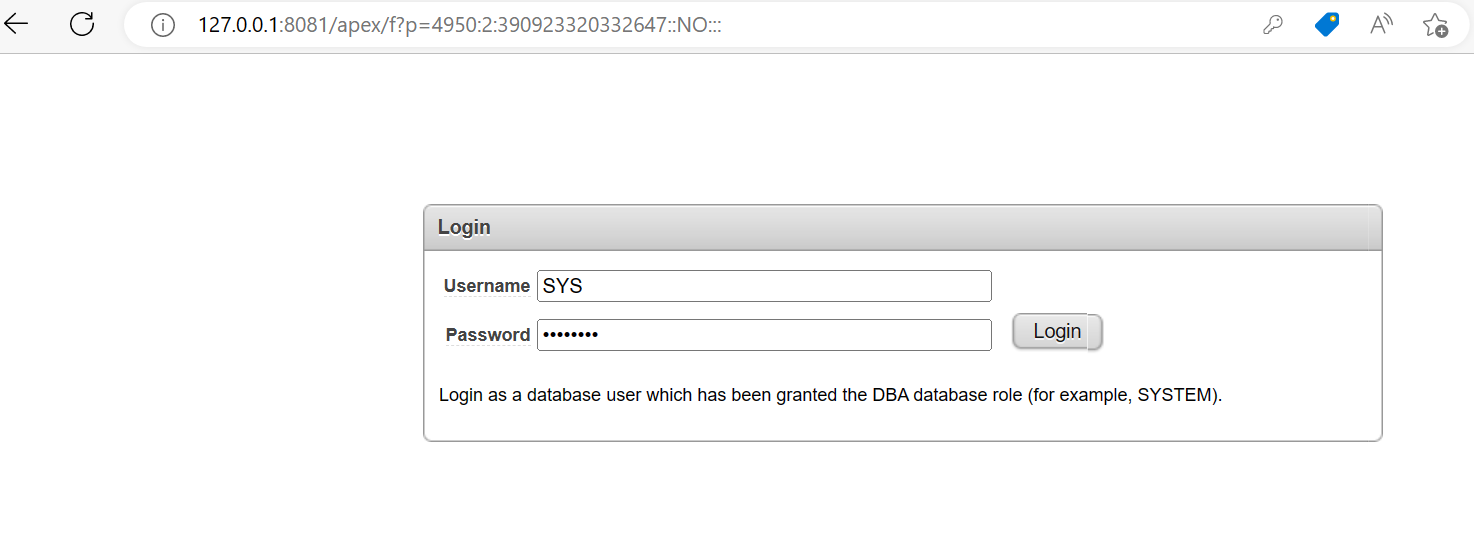 127.0.0.1:8081/apex/f?p=4950:2:390923320332647::NO:::
Login
Username SYS
Password ••••••••
Login
Login as a database user which has been granted the DBA database role (for example, SYSTEM).